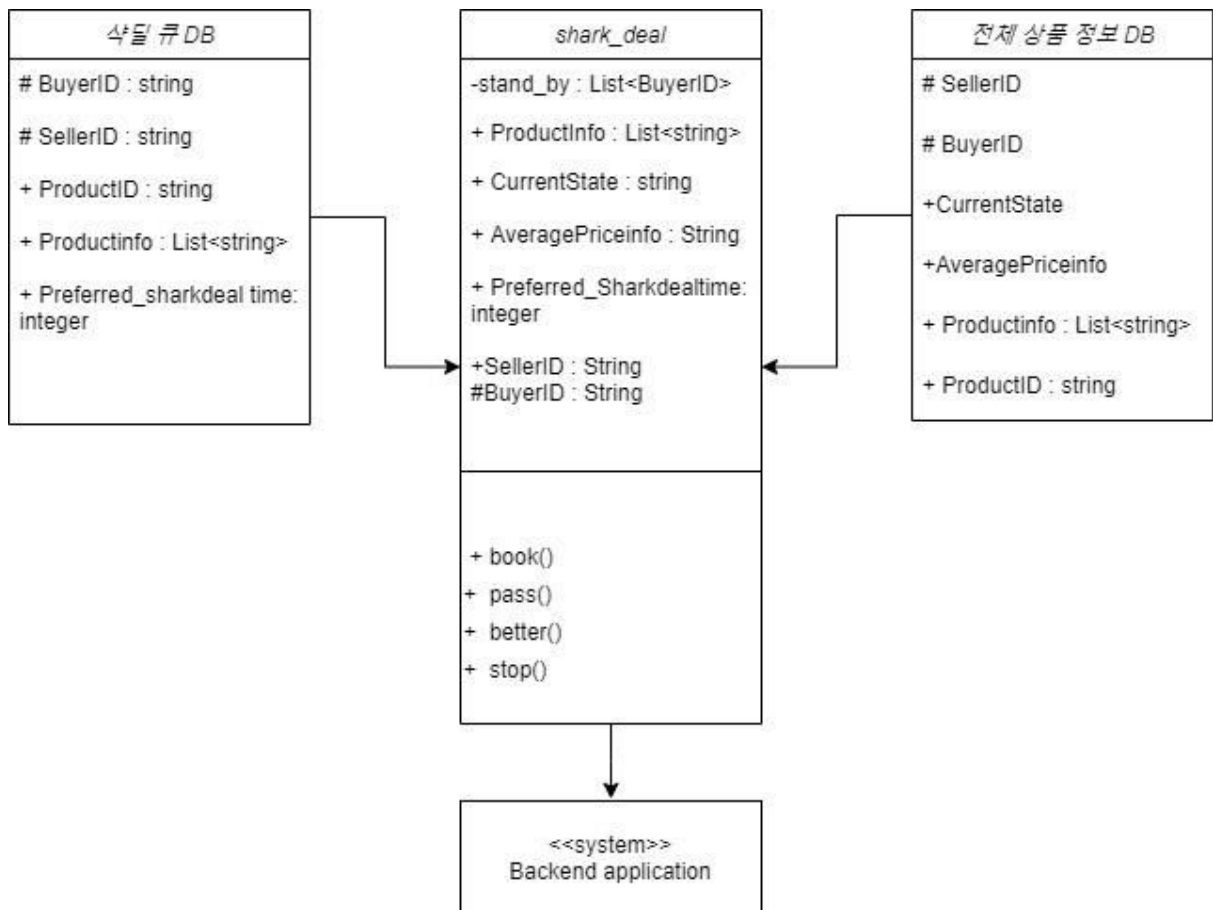 샥딜 큐 DB
# BuyerID : string
# SellerID : string
+ ProductID : string
+ Productinfo : List<string>
+ Preferred_sharkdeal time:
integer
shark_deal
-stand_by : List<BuyerID>
+ ProductInfo : List<string>
+ CurrentState : string
+ AveragePriceinfo : String
+ Preferred_Sharkdealtime:
integer
+SellerID : String
#BuyerID : String
+ book()
+ pass()
+ better()
+ stop()
전체 상품 정보 DB
# SellerID
# BuyerID
+CurrentState
+AveragePriceinfo
+ Productinfo : List<string>
+ ProductID : string
<<system>>
Backend application